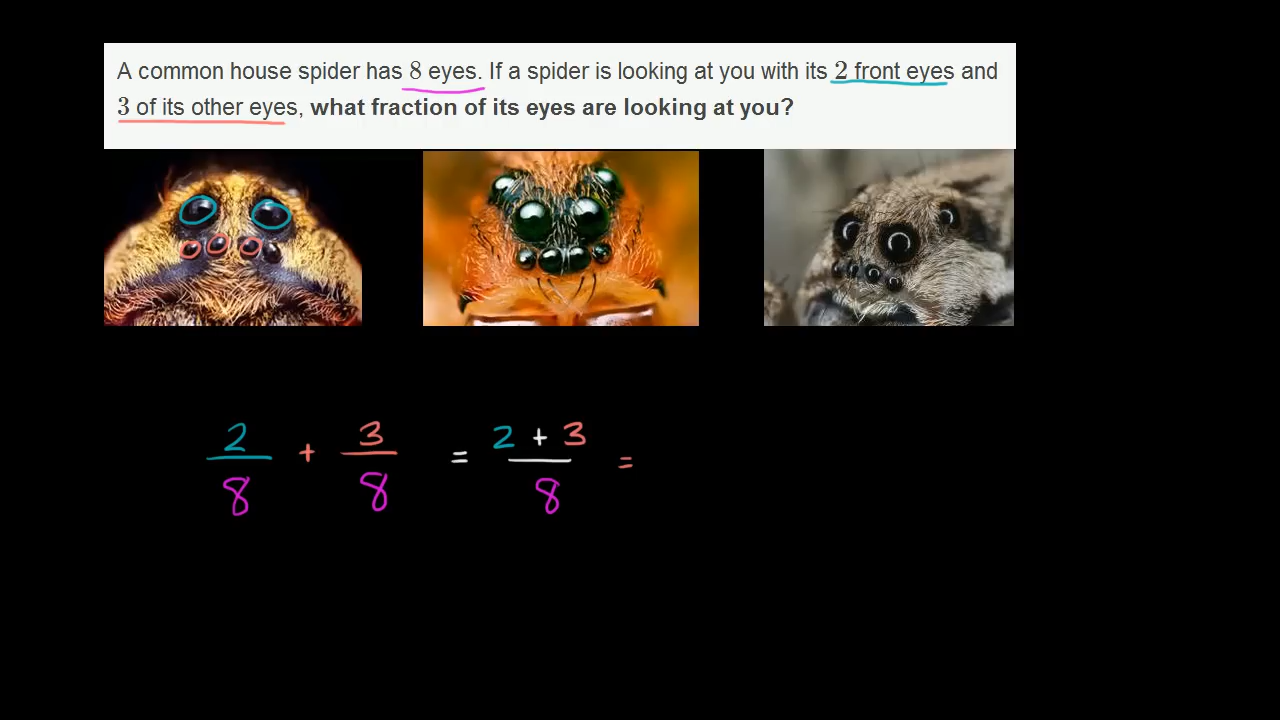 A common house spider has 8 eyes. If a spider is looking at you with its 2 front eyes and
3 of its other eyes, what fraction of its eyes are looking at you?
2/8 + 3/8 = 2 + 3/8 =